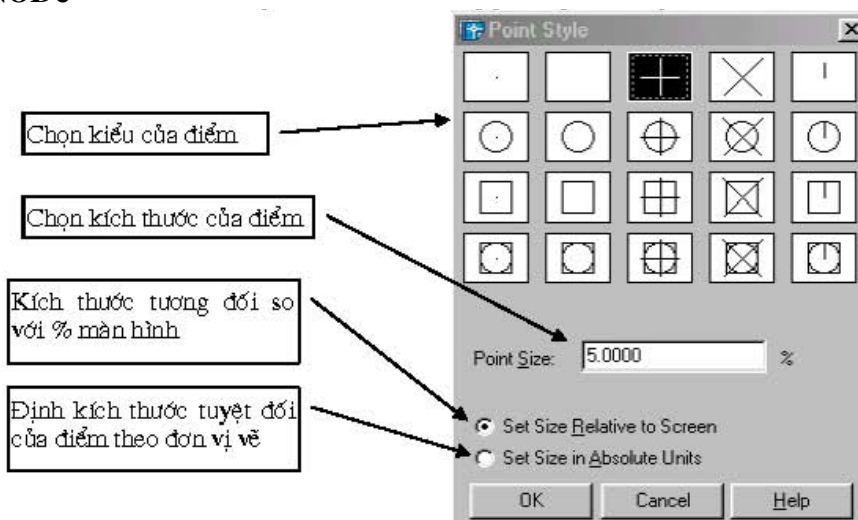 Point Style
Chọn kiểu của điểm
Chọn kích thước của điểm
Kích thước tương đối so
với % màn hình
Định kích thước tuyệt đối
của điểm theo đơn vị vẽ
Point Size: 5.0000 %
Set Size Relative to Screen
Set Size in Absolute Units
OK Cancel Help